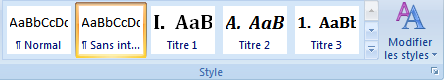 AaBbCcDc AaBbCcDc I. AaB A. AaB 1. AaBb
¶ Normal ¶ Sans int... Titre 1 Titre 2 Titre 3
Modifier
les styles
Style